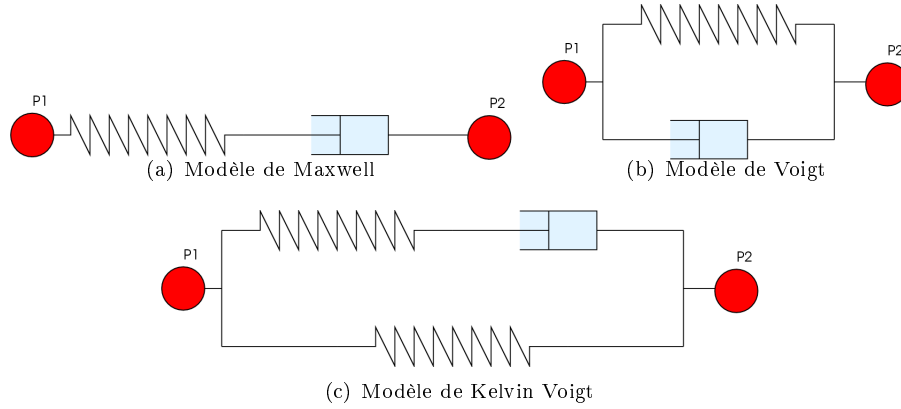 P1
P2
(a) Modèle de Maxwell
P1
P2
(b) Modèle de Voigt
P1
P2
(c) Modèle de Kelvin Voigt